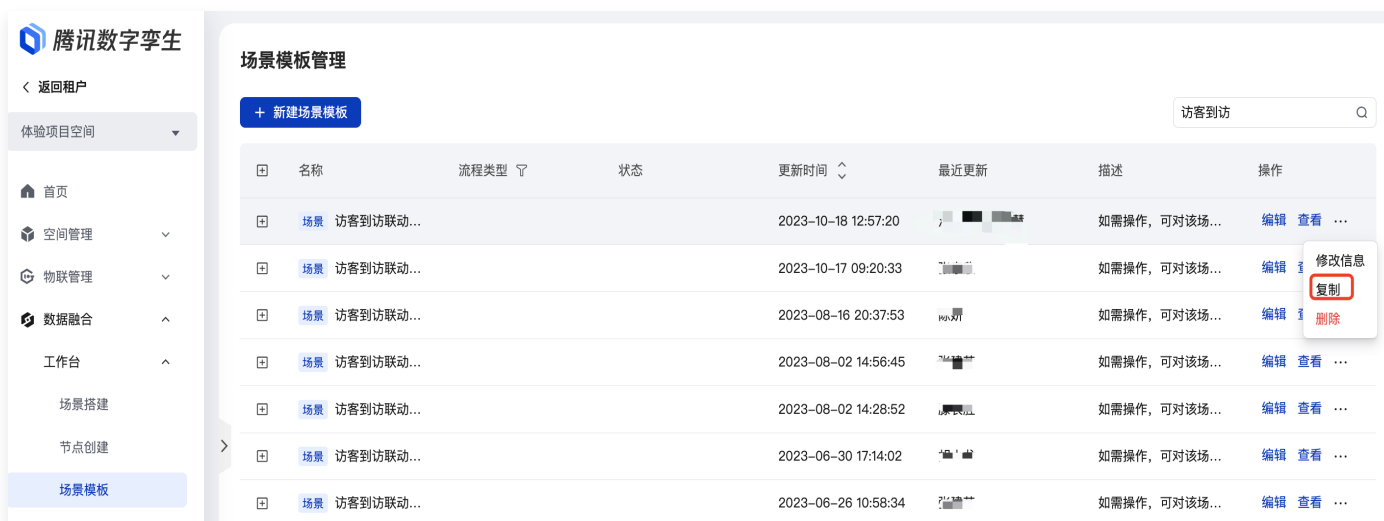 腾讯数字孪生
返回租户
体验项目空间
首页
空间管理
物联管理
数据融合
工作台
场景搭建
节点创建
场景模板
场景模板管理
+ 新建场景模板
访客到访
名称 流程类型 状态 更新时间 最近更新 描述 操作
场景 访客到访联动... 2023-10-18 12:57:20 如需操作，可对该场... 编辑 查看 ...
场景 访客到访联动... 2023-10-17 09:20:33 如需操作，可对该场... 编辑
场景 访客到访联动... 2023-08-16 20:37:53 如需操作，可对该场... 编辑
场景 访客到访联动... 2023-08-02 14:56:45 如需操作，可对该场... 编辑 查看 ...
场景 访客到访联动... 2023-08-02 14:28:52 如需操作，可对该场... 编辑 查看 ...
场景 访客到访联动... 2023-06-30 17:14:02 如需操作，可对该场... 编辑 查看 ...
场景 访客到访联动... 2023-06-26 10:58:34 如需操作，可对该场... 编辑 查看 ...
修改信息
复制
删除